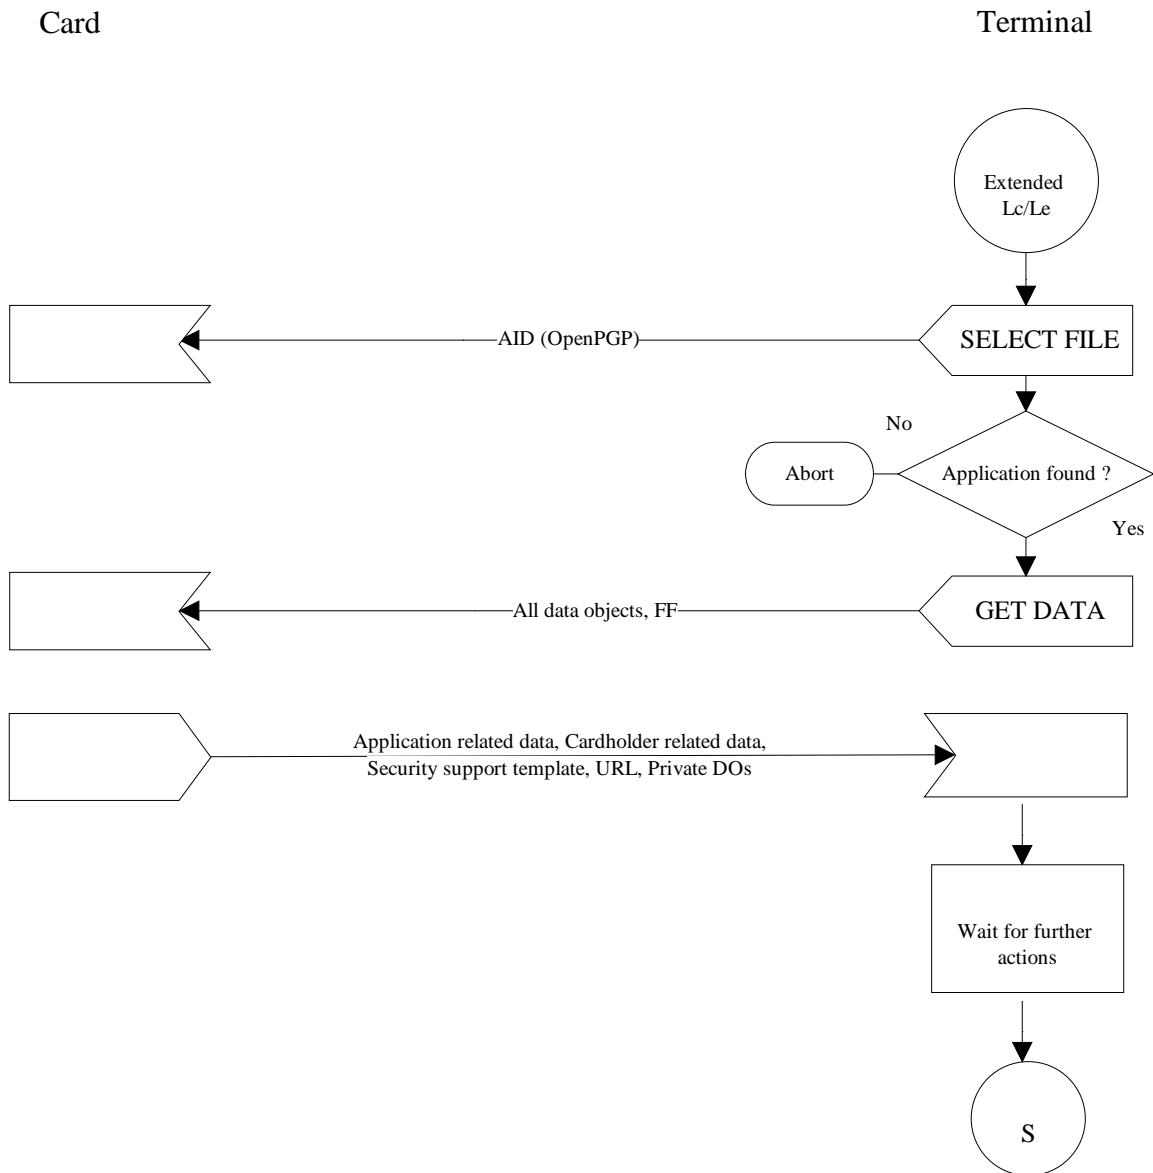 Card
Terminal
Extended
Lc/Le
AID (OpenPGP)
SELECT FILE
No
Abort
Application found ?
Yes
All data objects, FF
GET DATA
Application related data, Cardholder related data,
Security support template, URL, Private DOs
Wait for further
actions
S